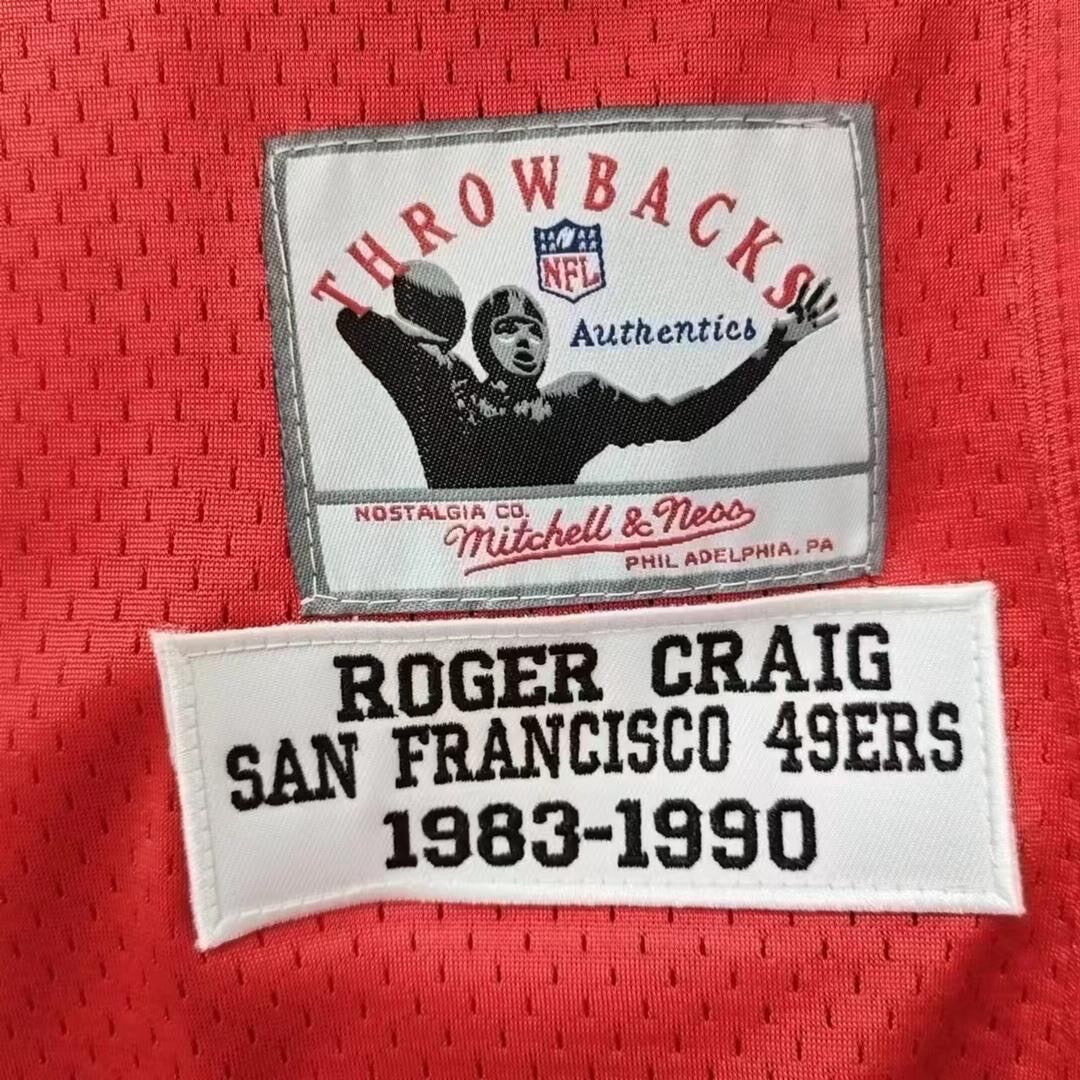 THROWBACKS
NFL
Authentics
NOSTALGIA CO.
Mitchell & Ness
PHILADELPHIA, PA
ROGER CRAIG
SAN FRANCISCO 49ERS
1983-1990